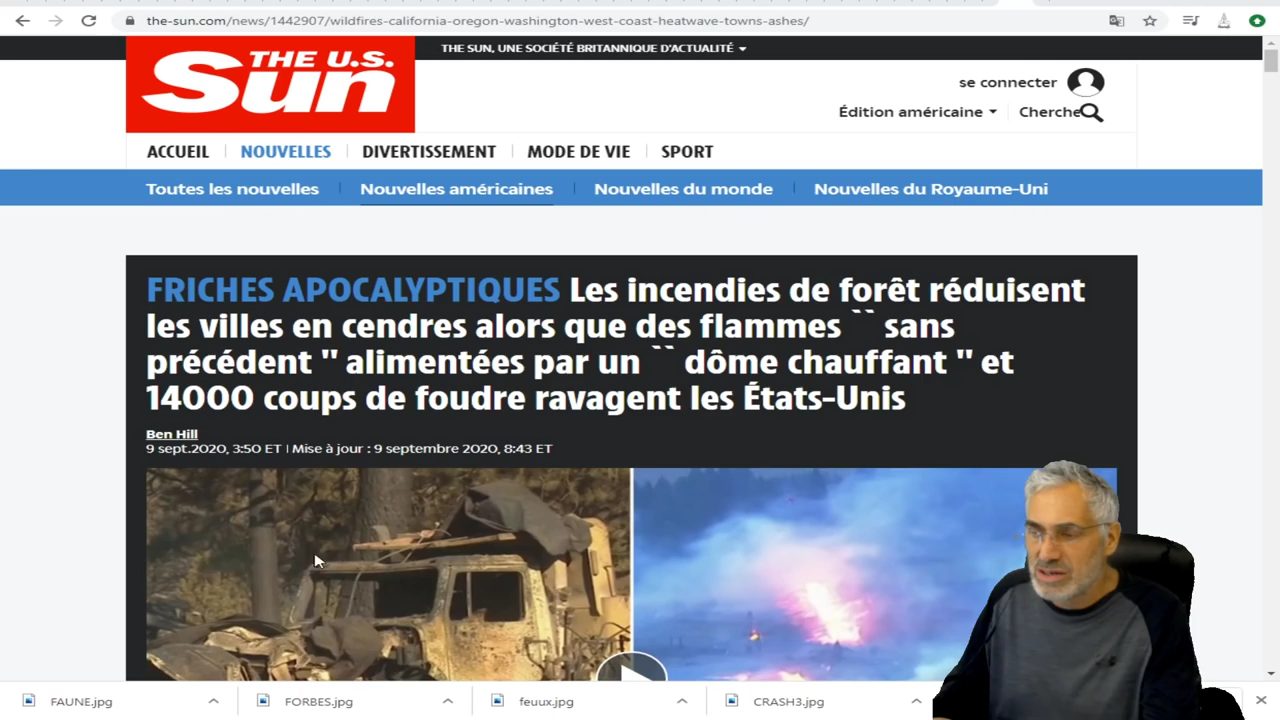 the-sun.com/news/1442907/wildfires-california-oregon-washington-west-coast-heatwave-towns-ashes/
THE SUN, UNE SOCIÉTÉ BRITANNIQUE D'ACTUALITÉ
THE U.S.
Sun
se connecter
Édition américaine
Cherche
ACCUEIL
NOUVELLES
DIVERTISSEMENT
MODE DE VIE
SPORT
Toutes les nouvelles
Nouvelles américaines
Nouvelles du monde
Nouvelles du Royaume-Uni
FRICHES APOCALYPTIQUES Les incendies de forêt réduisent
les villes en cendres alors que des flammes `` sans
précédent '' alimentées par un `` dôme chauffant '' et
14000 coups de foudre ravagent les États-Unis
Ben Hill
9 sept.2020, 3:50 ET | Mise à jour : 9 septembre 2020, 8:43 ET
FAUNE.jpg
FORBES.jpg
feuux.jpg
CRASH3.jpg